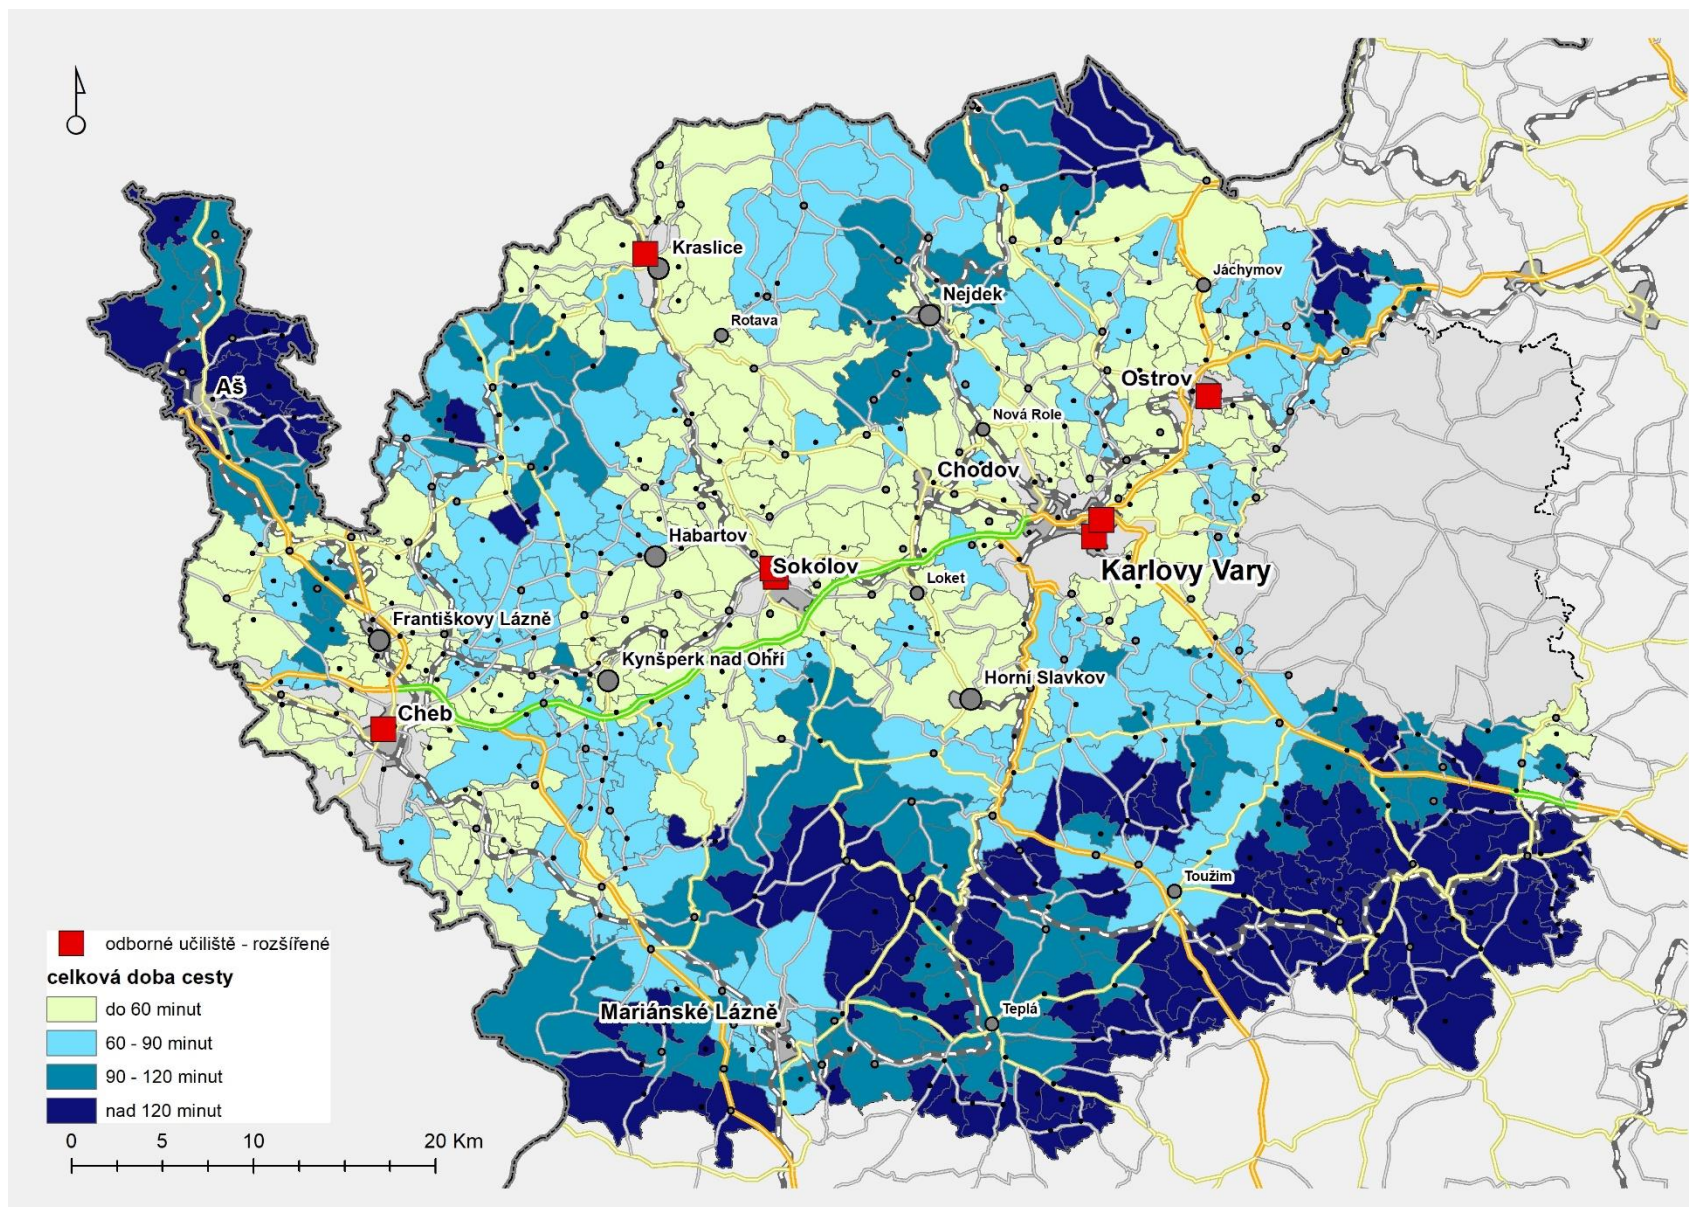 Kraslice
Jáchymov
Nejdek
Rotava
Aš
Ostrov
Nová Role
Chodov
Habartov
Sokolov
Karlovy Vary
Loket
Františkovy Lázně
Kynšperk nad Ohří
Horní Slavkov
Cheb
Toužim
Mariánské Lázně
Teplá
odborné učiliště - rozšířené
celková doba cesty
do 60 minut
60 - 90 minut
90 - 120 minut
nad 120 minut
0 5 10 20 Km